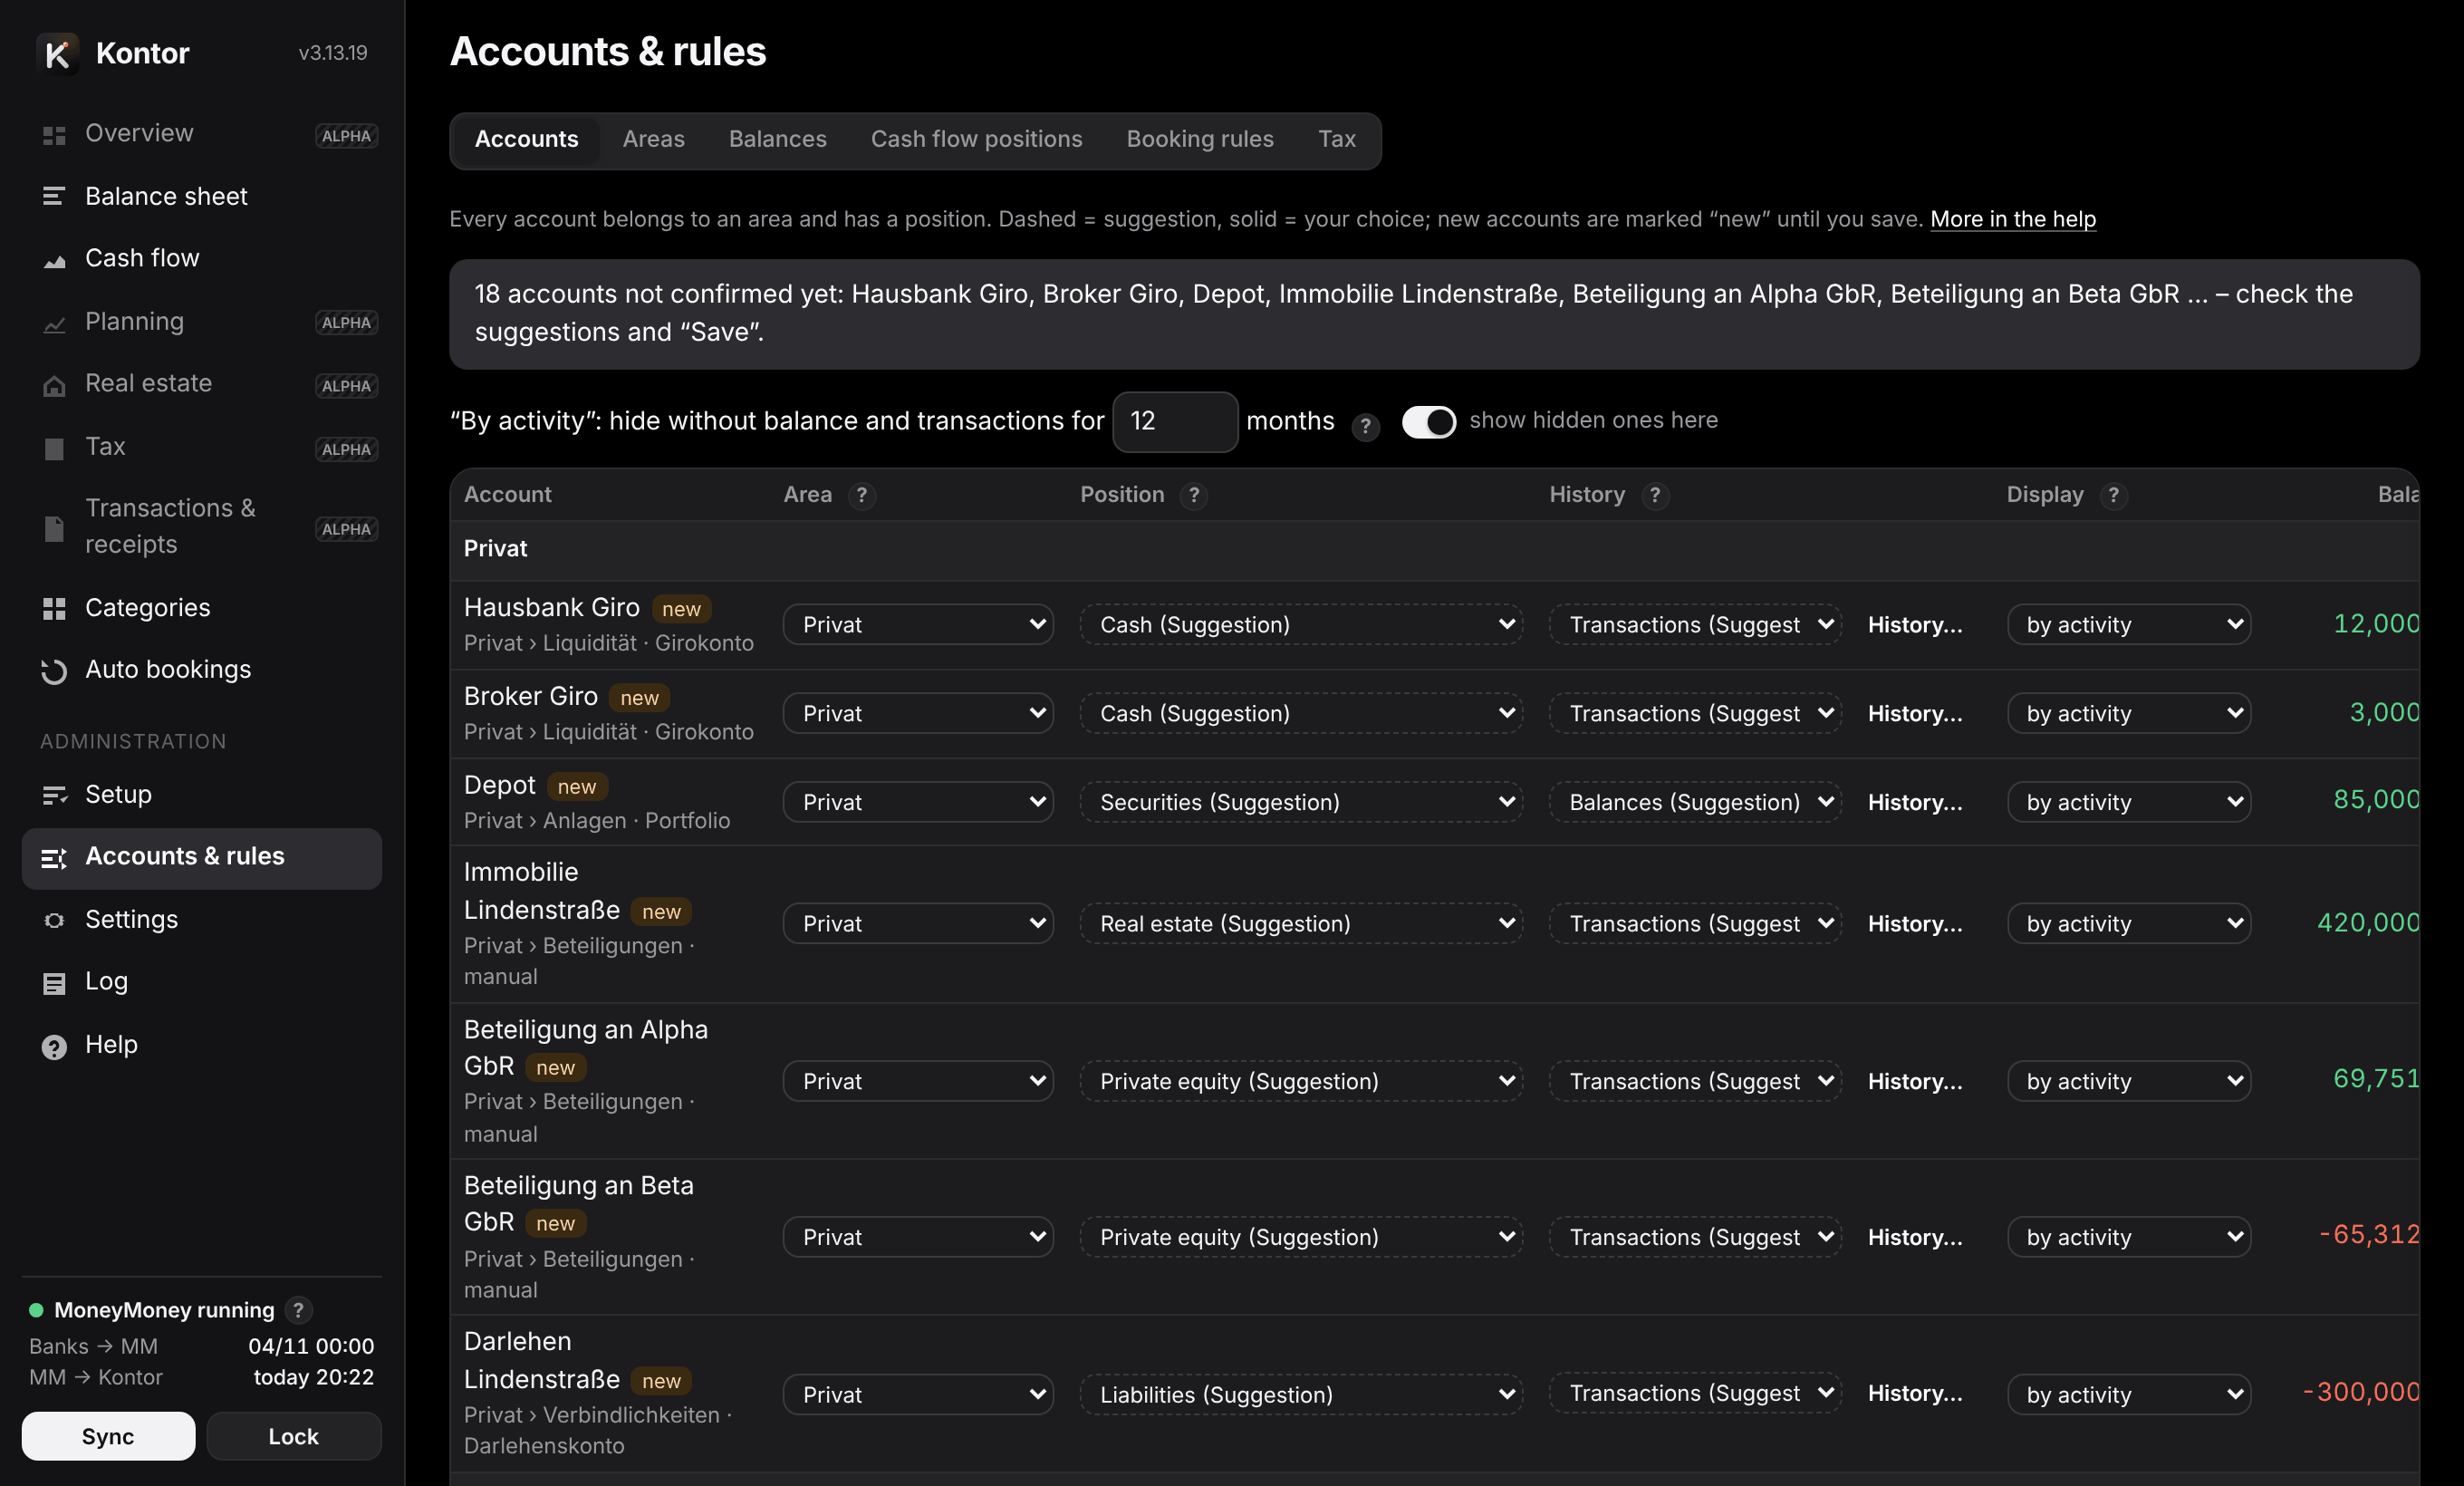 Kontor
v3.13.19
Overview ALPHA
Balance sheet
Cash flow
Planning ALPHA
Real estate ALPHA
Tax ALPHA
Transactions &
receipts ALPHA
Categories
Auto bookings
ADMINISTRATION
Setup
Accounts & rules
Settings
Log
Help
MoneyMoney running ?
Banks → MM 04/11 00:00
MM → Kontor today 20:22
Sync Lock
Accounts & rules
Accounts Areas Balances Cash flow positions Booking rules Tax
Every account belongs to an area and has a position. Dashed = suggestion, solid = your choice; new accounts are marked “new” until you save. More in the help
18 accounts not confirmed yet: Hausbank Giro, Broker Giro, Depot, Immobilie Lindenstraße, Beteiligung an Alpha GbR, Beteiligung an Beta GbR ... – check the
suggestions and “Save”.
“By activity”: hide without balance and transactions for 12 months ? show hidden ones here
Account Area ? Position ? History ? Display ? Bala
Privat
Hausbank Giro new
Privat › Liquidität · Girokonto
Privat Cash (Suggestion) Transactions (Suggest History... by activity 12,000
Broker Giro new
Privat › Liquidität · Girokonto
Privat Cash (Suggestion) Transactions (Suggest History... by activity 3,000
Depot new
Privat › Anlagen · Portfolio
Privat Securities (Suggestion) Balances (Suggestion) History... by activity 85,000
Immobilie
Lindenstraße new
Privat › Beteiligungen ·
manual
Privat Real estate (Suggestion) Transactions (Suggest History... by activity 420,000
Beteiligung an Alpha
GbR new
Privat › Beteiligungen ·
manual
Privat Private equity (Suggestion) Transactions (Suggest History... by activity 69,751
Beteiligung an Beta
GbR new
Privat › Beteiligungen ·
manual
Privat Private equity (Suggestion) Transactions (Suggest History... by activity -65,312
Darlehen
Lindenstraße new
Privat › Verbindlichkeiten ·
Darlehenskonto
Privat Liabilities (Suggestion) Transactions (Suggest History... by activity -300,000